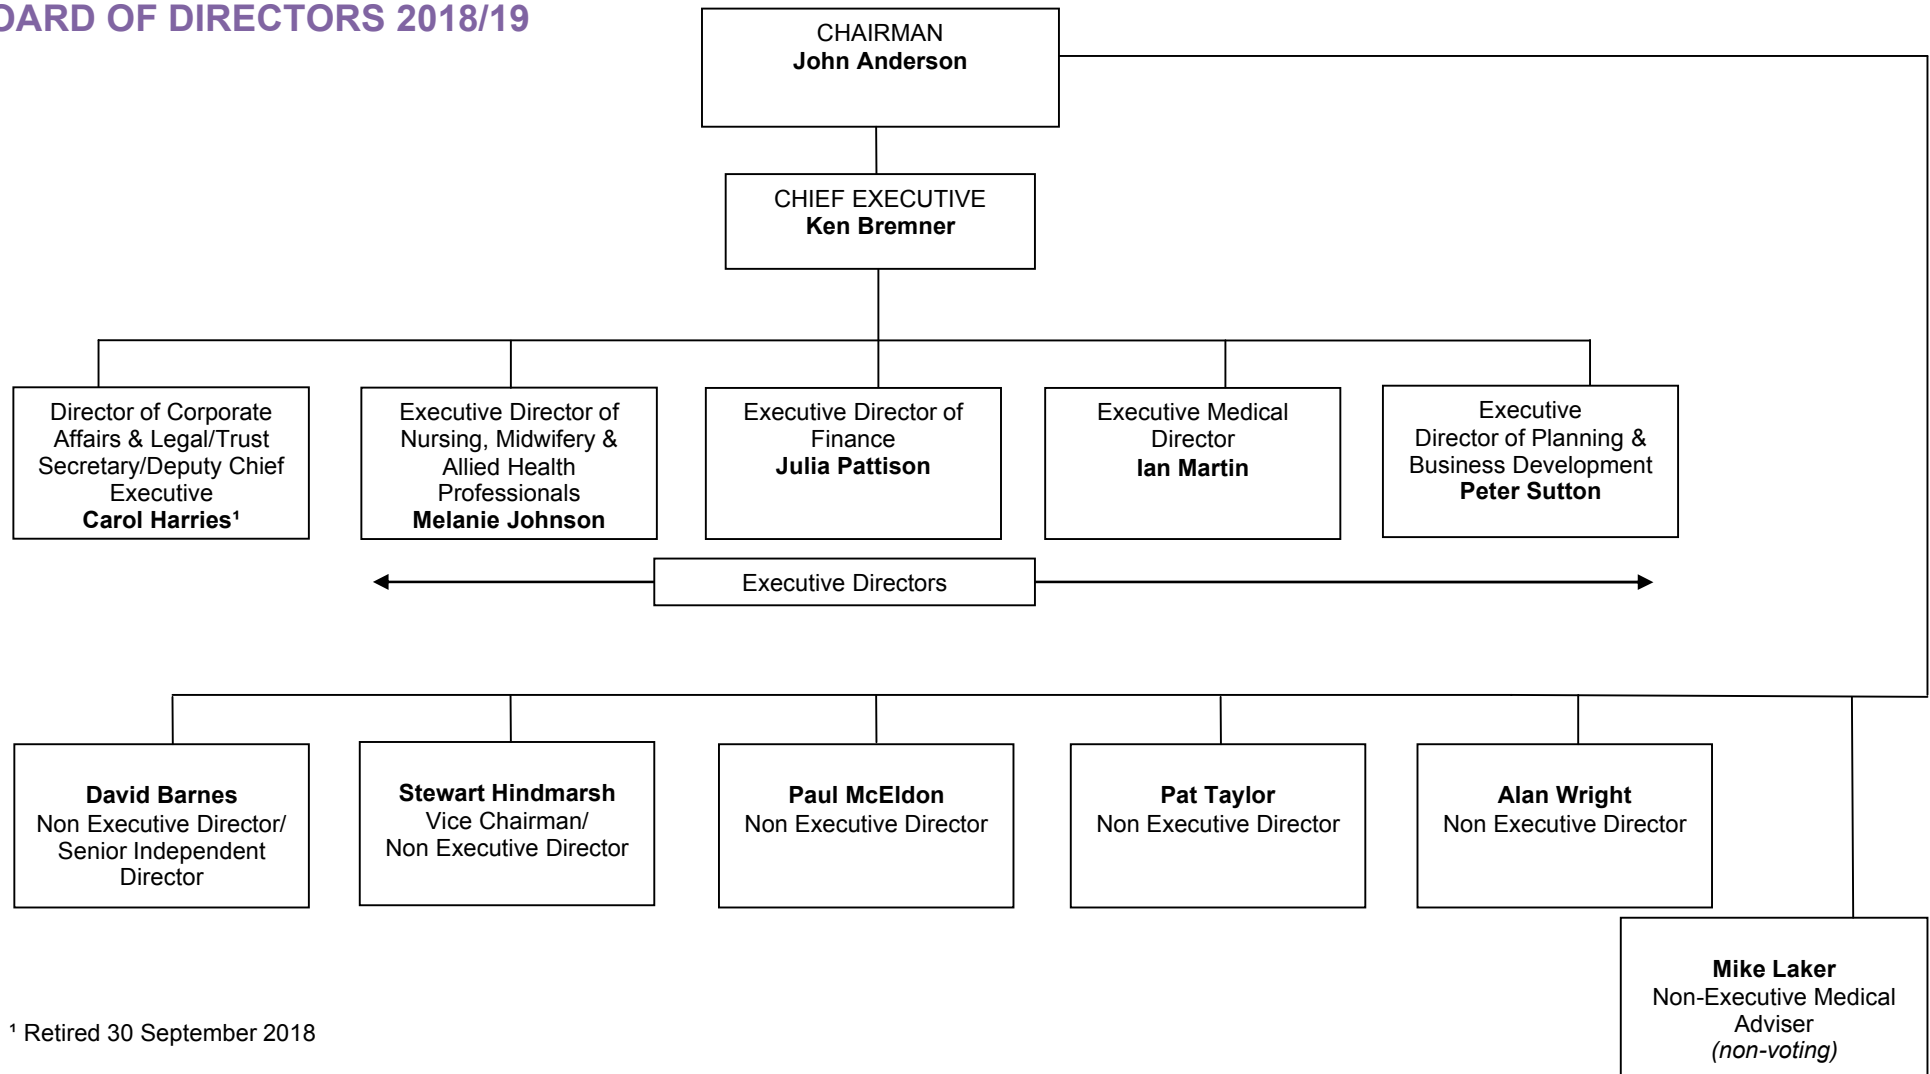 OARD OF DIRECTORS 2018/19
CHAIRMAN
John Anderson
CHIEF EXECUTIVE
Ken Bremner
Director of Corporate
Affairs & Legal/Trust
Secretary/Deputy Chief
Executive
Carol Harries¹
Executive Director of
Nursing, Midwifery &
Allied Health
Professionals
Melanie Johnson
Executive Director of
Finance
Julia Pattison
Executive Medical
Director
Ian Martin
Executive
Director of Planning &
Business Development
Peter Sutton
Executive Directors
David Barnes
Non Executive Director/
Senior Independent
Director
Stewart Hindmarsh
Vice Chairman/
Non Executive Director
Paul McEldon
Non Executive Director
Pat Taylor
Non Executive Director
Alan Wright
Non Executive Director
Mike Laker
Non-Executive Medical
Adviser
(non-voting)
¹ Retired 30 September 2018